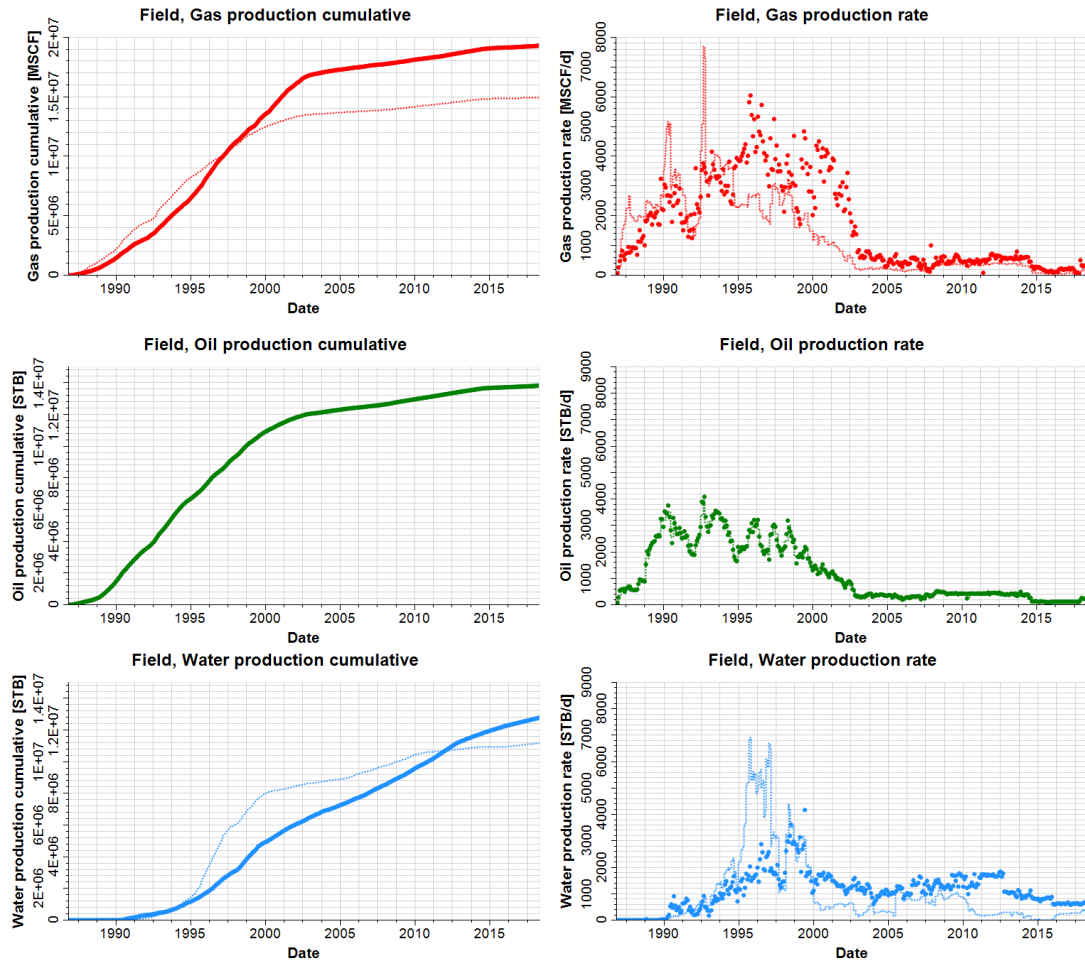 Field, Gas production cumulative
Gas production cumulative [MSCF]
0 5E+06 1E+07 1.5E+07 2E+07
1990 1995 2000 2005 2010 2015
Date
Field, Gas production rate
Gas production rate [MSCF/d]
0 1000 2000 3000 4000 5000 6000 7000 8000
1990 1995 2000 2005 2010 2015
Date
Field, Oil production cumulative
Oil production cumulative [STB]
0 2E+06 4E+06 6E+06 8E+06 1E+07 1.2E+07 1.4E+07
1990 1995 2000 2005 2010 2015
Date
Field, Oil production rate
Oil production rate [STB/d]
0 1000 2000 3000 4000 5000 6000 7000 8000 9000
1990 1995 2000 2005 2010 2015
Date
Field, Water production cumulative
Water production cumulative [STB]
0 2E+06 4E+06 6E+06 8E+06 1E+07 1.2E+07 1.4E+07
1990 1995 2000 2005 2010 2015
Date
Field, Water production rate
Water production rate [STB/d]
0 1000 2000 3000 4000 5000 6000 7000 8000 9000
1990 1995 2000 2005 2010 2015
Date